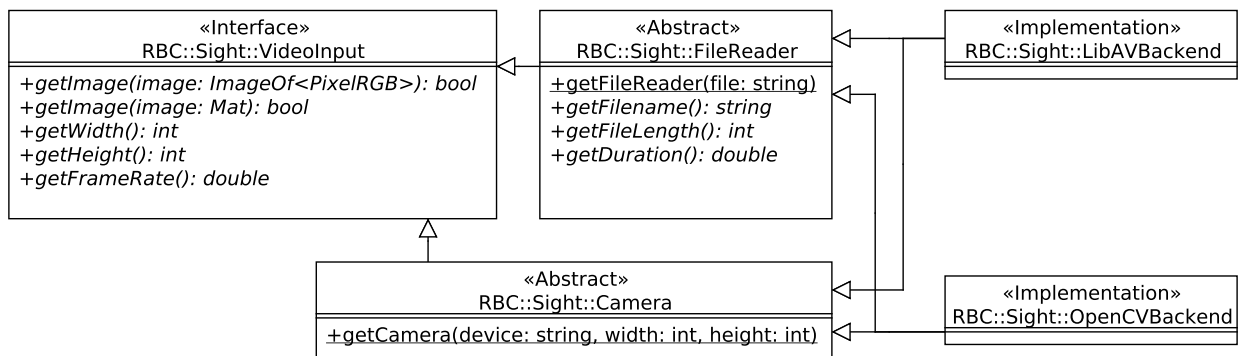 «Interface»
RBC::Sight::VideoInput
+getImage(image: ImageOf<PixelRGB>): bool
+getImage(image: Mat): bool
+getWidth(): int
+getHeight(): int
+getFrameRate(): double
«Abstract»
RBC::Sight::FileReader
+getFileReader(file: string)
+getFilename(): string
+getFileLength(): int
+getDuration(): double
«Implementation»
RBC::Sight::LibAVBackend
«Abstract»
RBC::Sight::Camera
+getCamera(device: string, width: int, height: int)
«Implementation»
RBC::Sight::OpenCVBackend